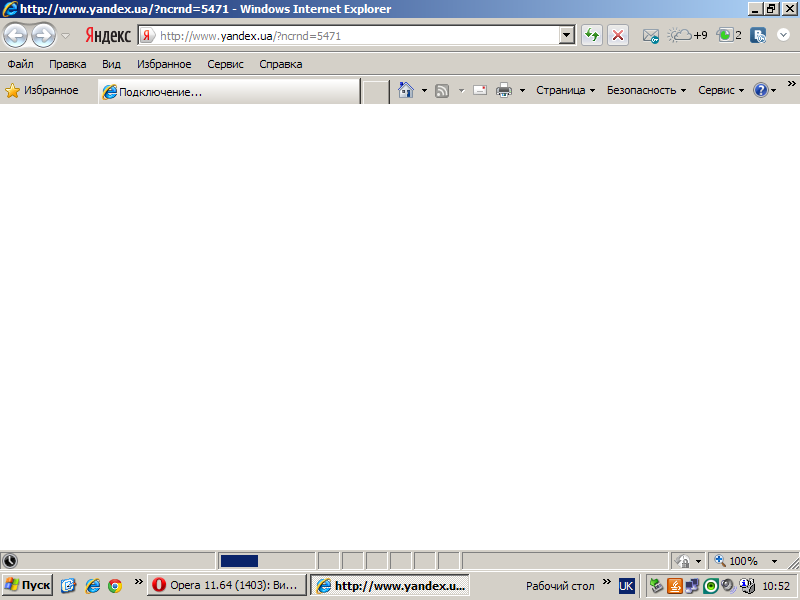 http://www.yandex.ua/?ncrnd=5471 - Windows Internet Explorer
Яндекс Я http://www.yandex.ua/?ncrnd=5471 +9 2
Файл Правка Вид Избранное Сервис Справка
Избранное Подключение... Страница Безопасность Сервис »
100%
Пуск » Opera 11.64 (1403): Ви... http://www.yandex.u... Рабочий стол » UK 10:52